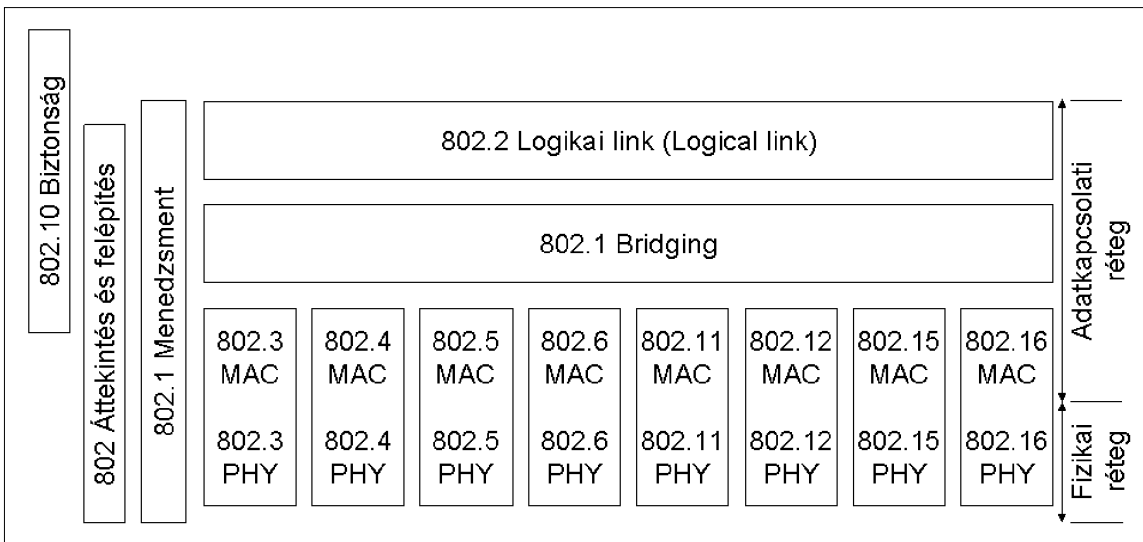 802.10 Biztonság
802 Áttekintés és felépítés
802.1 Menedzsment
802.2 Logikai link (Logical link)
802.1 Bridging
802.3 802.4 802.5 802.6 802.11 802.12 802.15 802.16
MAC MAC MAC MAC MAC MAC MAC MAC
802.3 802.4 802.5 802.6 802.11 802.12 802.15 802.16
PHY PHY PHY PHY PHY PHY PHY PHY
Adatkapcsolati
réteg
Fizikai
réteg